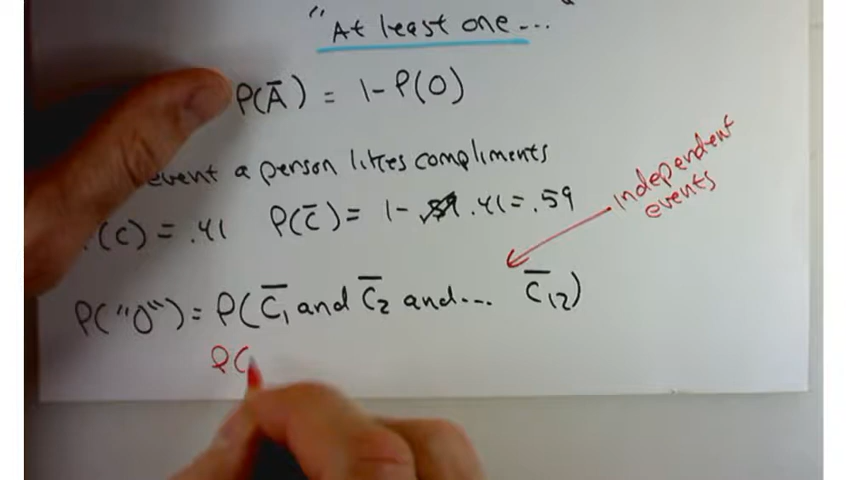 "At least one..."
P(Ā) = 1 - P(0)
event a person likes compliments
(C) = .41 P(C̄) = 1 - .41 = .59
independent
events
P("0") = P(C̄₁ and C̄₂ and... C̄₁₂)
P(